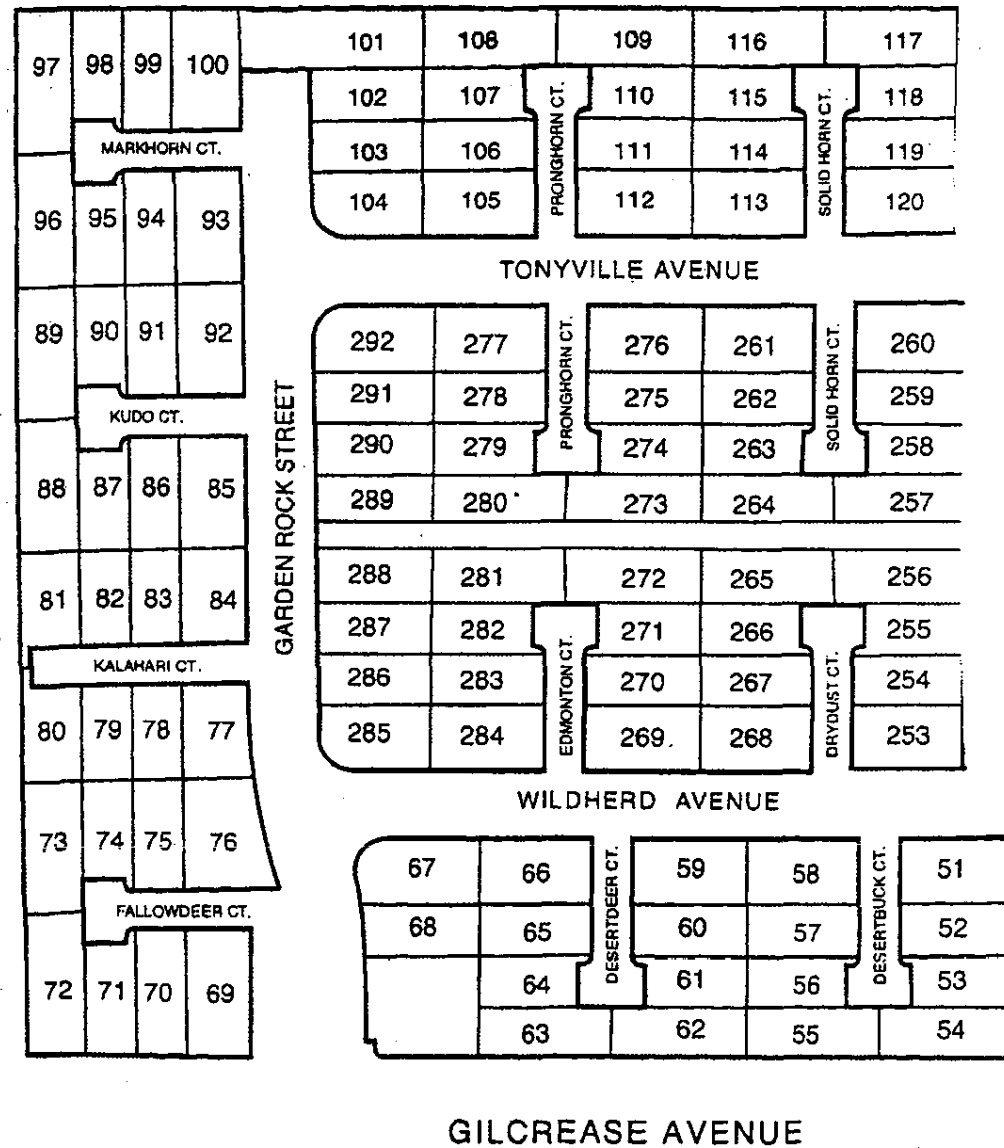 97 98 99 100 101 108 109 116 117
102 107 PRONGHORN CT. 110 115 SOLID HORN CT. 118
MARKHORN CT.
103 106 111 114 119
104 105 112 113 120
96 95 94 93
TONYVILLE AVENUE
89 90 91 92
292 277 PRONGHORN CT. 276 261 SOLID HORN CT. 260
291 278 275 262 259
KUDO CT.
290 279 274 263 258
GARDEN ROCK STREET
88 87 86 85
289 280 273 264 257
81 82 83 84
288 281 272 265 256
287 282 EDMONTON CT. 271 266 DRYDUST CT. 255
KALAHARI CT.
286 283 270 267 254
80 79 78 77
285 284 269 268 253
WILDHERD AVENUE
73 74 75 76
67 66 DESERTDEER CT. 59 58 DESERTBUCK CT. 51
FALLOWDEER CT.
68 65 60 57 52
72 71 70 69
64 61 56 53
63 62 55 54
GILCREASE AVENUE